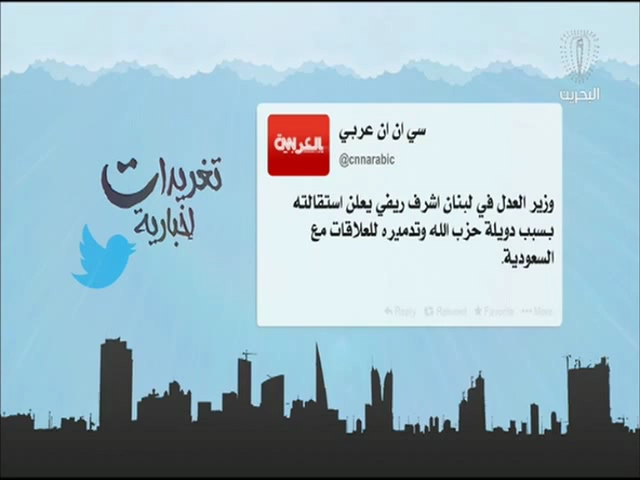 البحرين
سي ان ان عربي
@cnnarabic
العربية
تغريدات
إخبارية
وزير العدل في لبنان اشرف ريفي يعلن استقالته
بسبب دويلة حزب الله وتدميره للعلاقات مع
السعودية.
Reply Retweet Favorite More